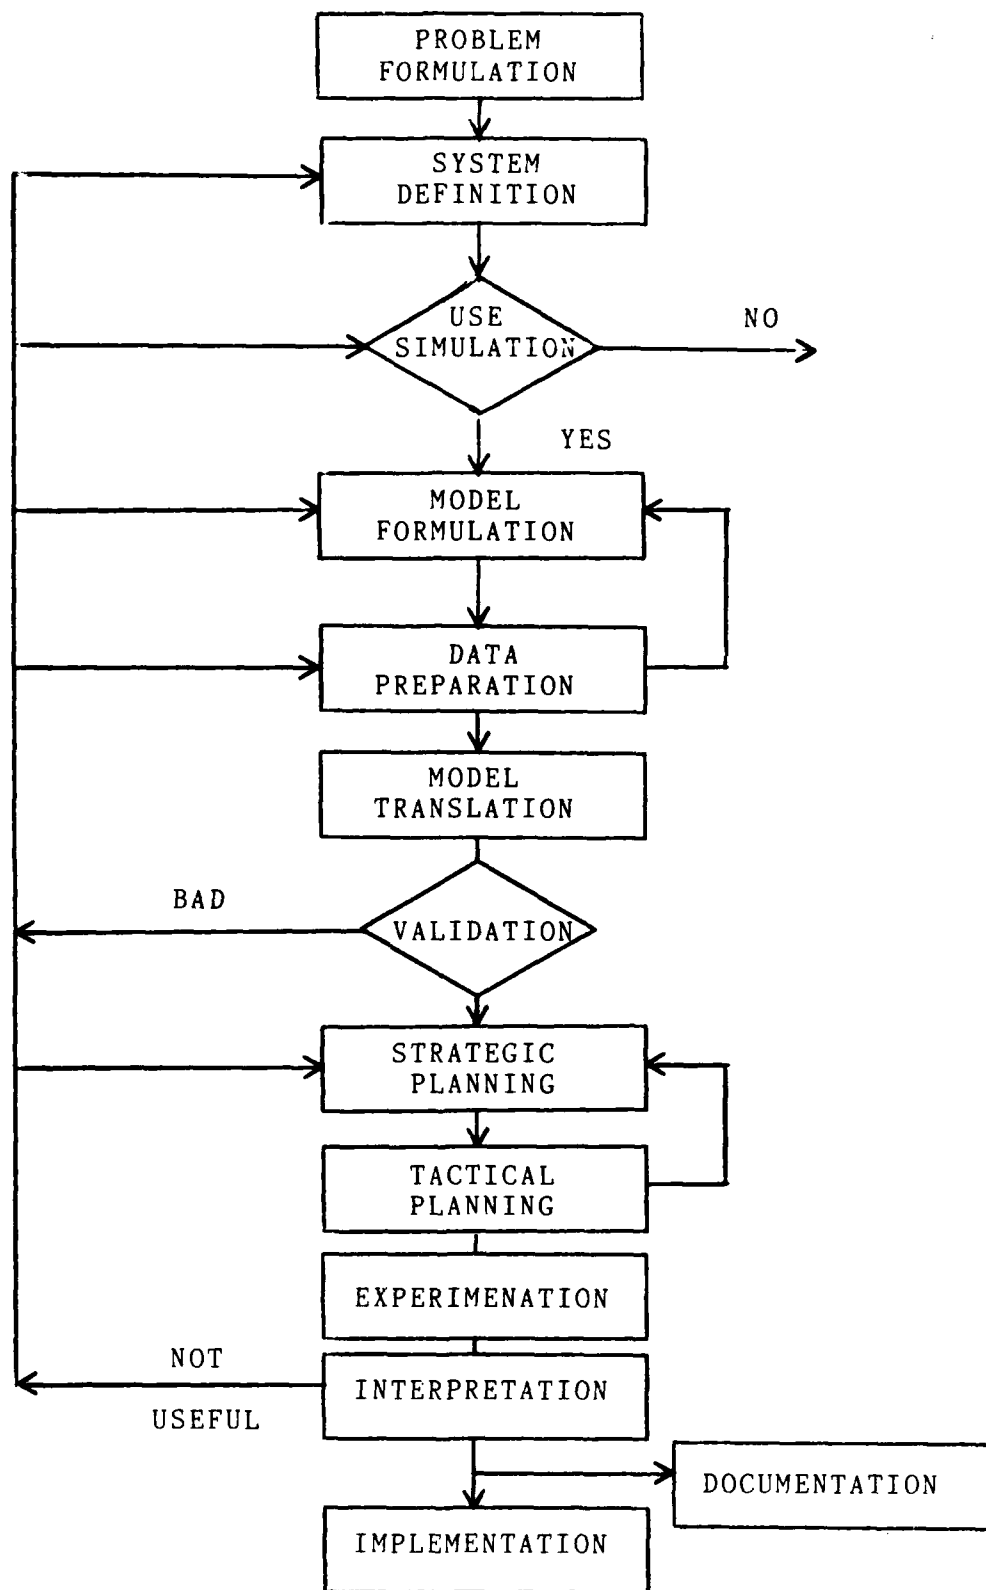 PROBLEM
FORMULATION
SYSTEM
DEFINITION
USE
SIMULATION
NO
YES
MODEL
FORMULATION
DATA
PREPARATION
MODEL
TRANSLATION
BAD
VALIDATION
STRATEGIC
PLANNING
TACTICAL
PLANNING
EXPERIMENATION
NOT
INTERPRETATION
USEFUL
DOCUMENTATION
IMPLEMENTATION